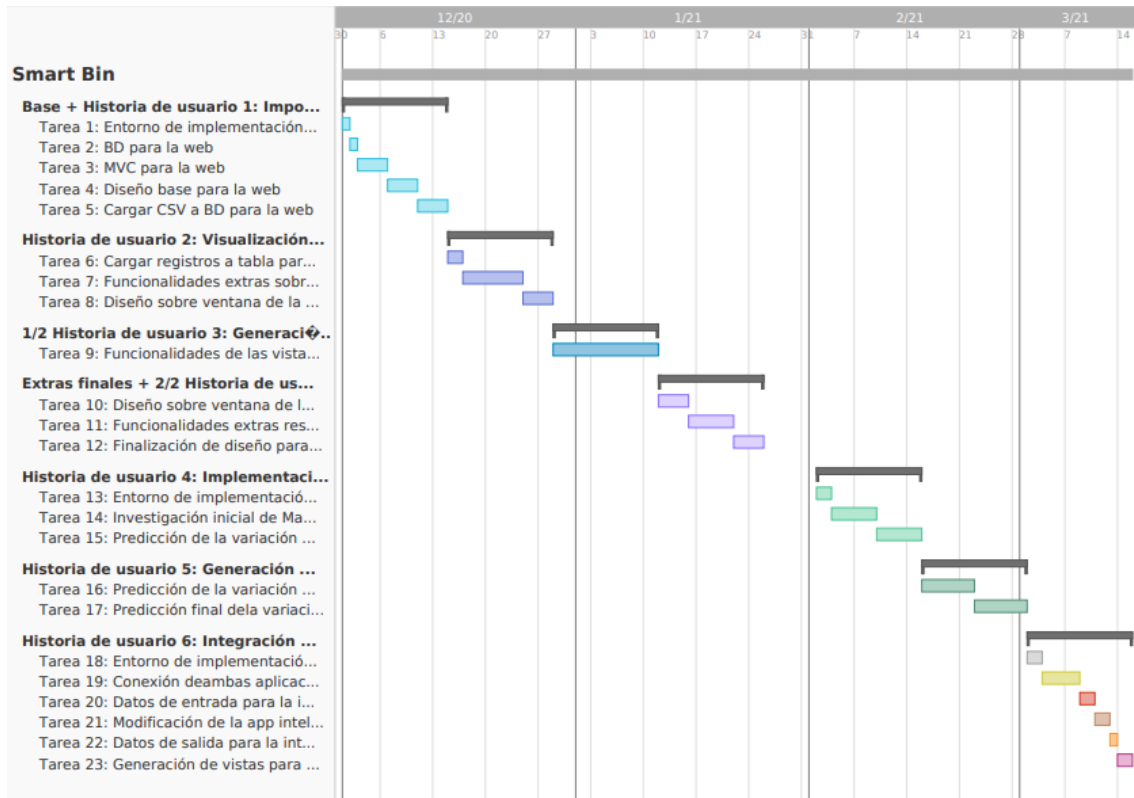 12/20 1/21 2/21 3/21
30 6 13 20 27 3 10 17 24 31 7 14 21 28 7 14
Smart Bin
Base + Historia de usuario 1: Impo...
Tarea 1: Entorno de implementación...
Tarea 2: BD para la web
Tarea 3: MVC para la web
Tarea 4: Diseño base para la web
Tarea 5: Cargar CSV a BD para la web
Historia de usuario 2: Visualización...
Tarea 6: Cargar registros a tabla par...
Tarea 7: Funcionalidades extras sobr...
Tarea 8: Diseño sobre ventana de la ...
1/2 Historia de usuario 3: Generaci�..
Tarea 9: Funcionalidades de las vista...
Extras finales + 2/2 Historia de us...
Tarea 10: Diseño sobre ventana de l...
Tarea 11: Funcionalidades extras res...
Tarea 12: Finalización de diseño para...
Historia de usuario 4: Implementaci...
Tarea 13: Entorno de implementació...
Tarea 14: Investigación inicial de Ma...
Tarea 15: Predicción de la variación ...
Historia de usuario 5: Generación ...
Tarea 16: Predicción de la variación ...
Tarea 17: Predicción final dela variaci...
Historia de usuario 6: Integración ...
Tarea 18: Entorno de implementació...
Tarea 19: Conexión deambas aplicac...
Tarea 20: Datos de entrada para la i...
Tarea 21: Modificación de la app intel...
Tarea 22: Datos de salida para la int...
Tarea 23: Generación de vistas para ...